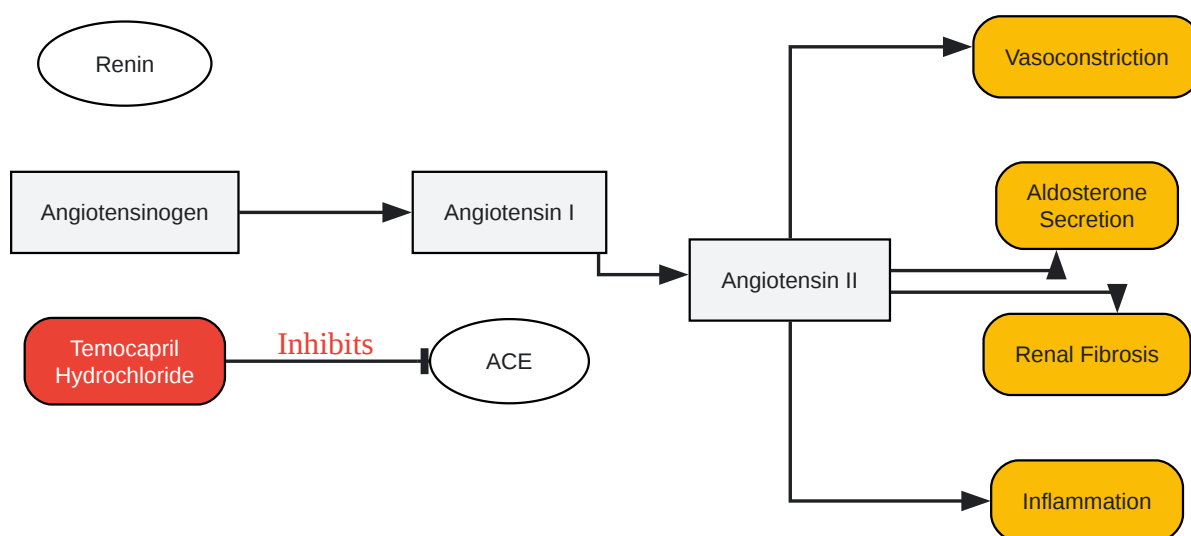 Renin
Vasoconstriction
Angiotensinogen
Angiotensin I
Aldosterone
Secretion
Angiotensin II
Temocapril
Hydrochloride
Inhibits
ACE
Renal Fibrosis
Inflammation